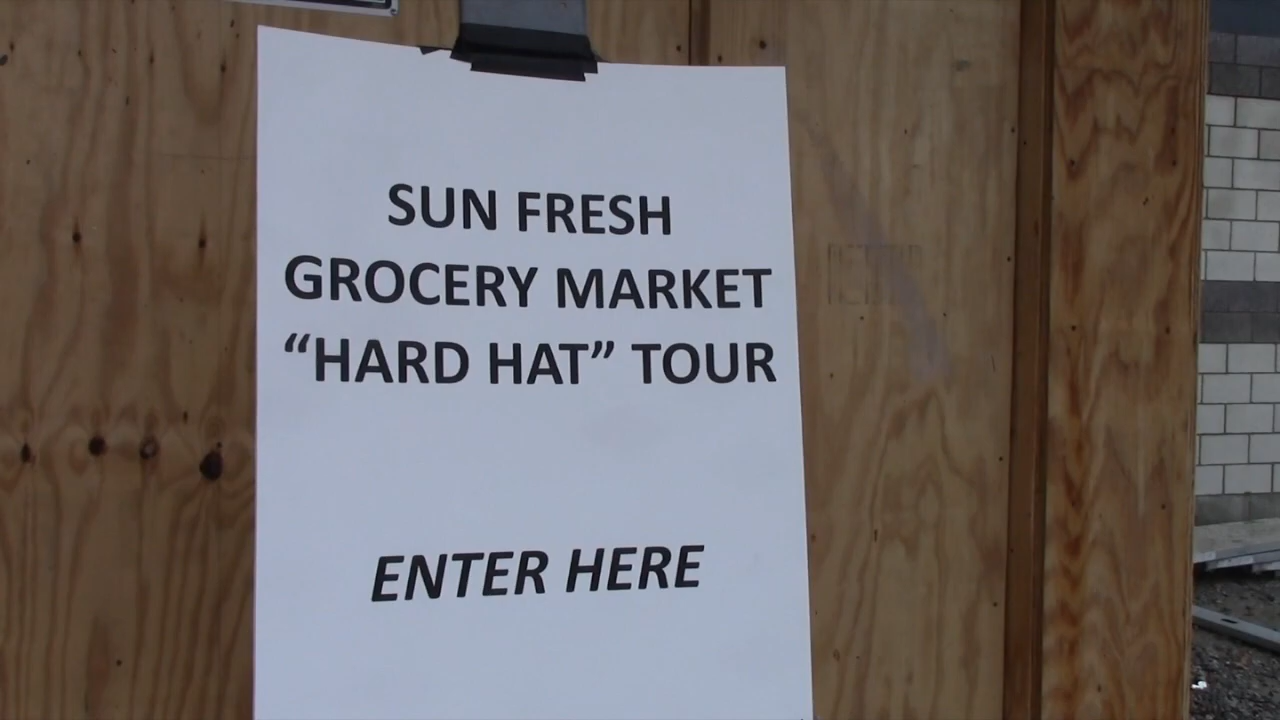 SUN FRESH
GROCERY MARKET
“HARD HAT” TOUR
ENTER HERE